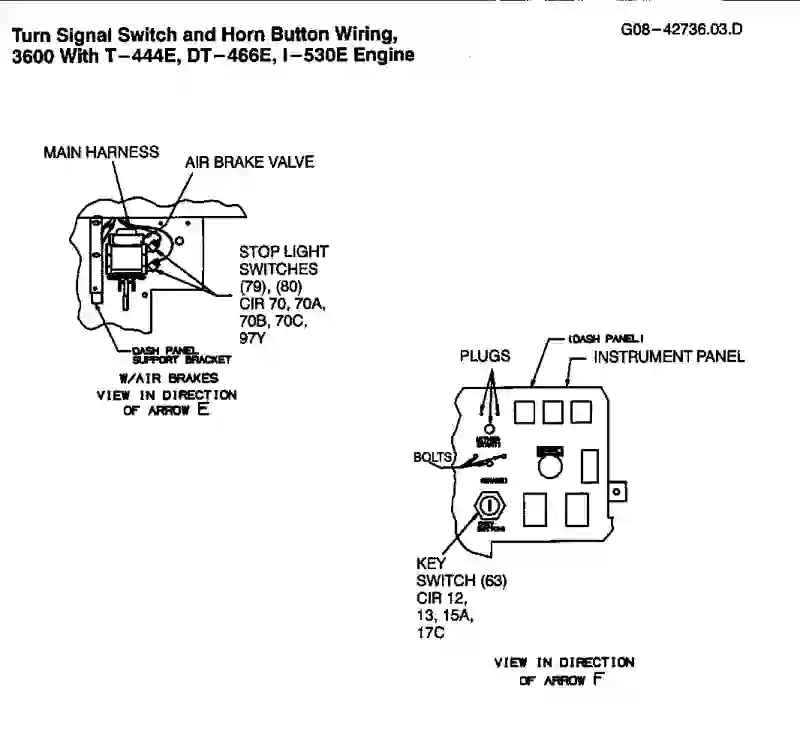 Turn Signal Switch and Horn Button Wiring,
3600 With T-444E, DT-466E, I-530E Engine
G08-42736.03.D
MAIN HARNESS
AIR BRAKE VALVE
STOP LIGHT
SWITCHES
(79), (80)
CIR 70, 70A,
70B, 70C,
97Y
DASH PANEL
SUPPORT BRACKET
W/AIR BRAKES
VIEW IN DIRECTION
OF ARROW E
(DASH PANEL)
PLUGS
INSTRUMENT PANEL
BOLTS
KEY
SWITCH (63)
CIR 12,
13, 15A,
17C
VIEW IN DIRECTION
OF ARROW F